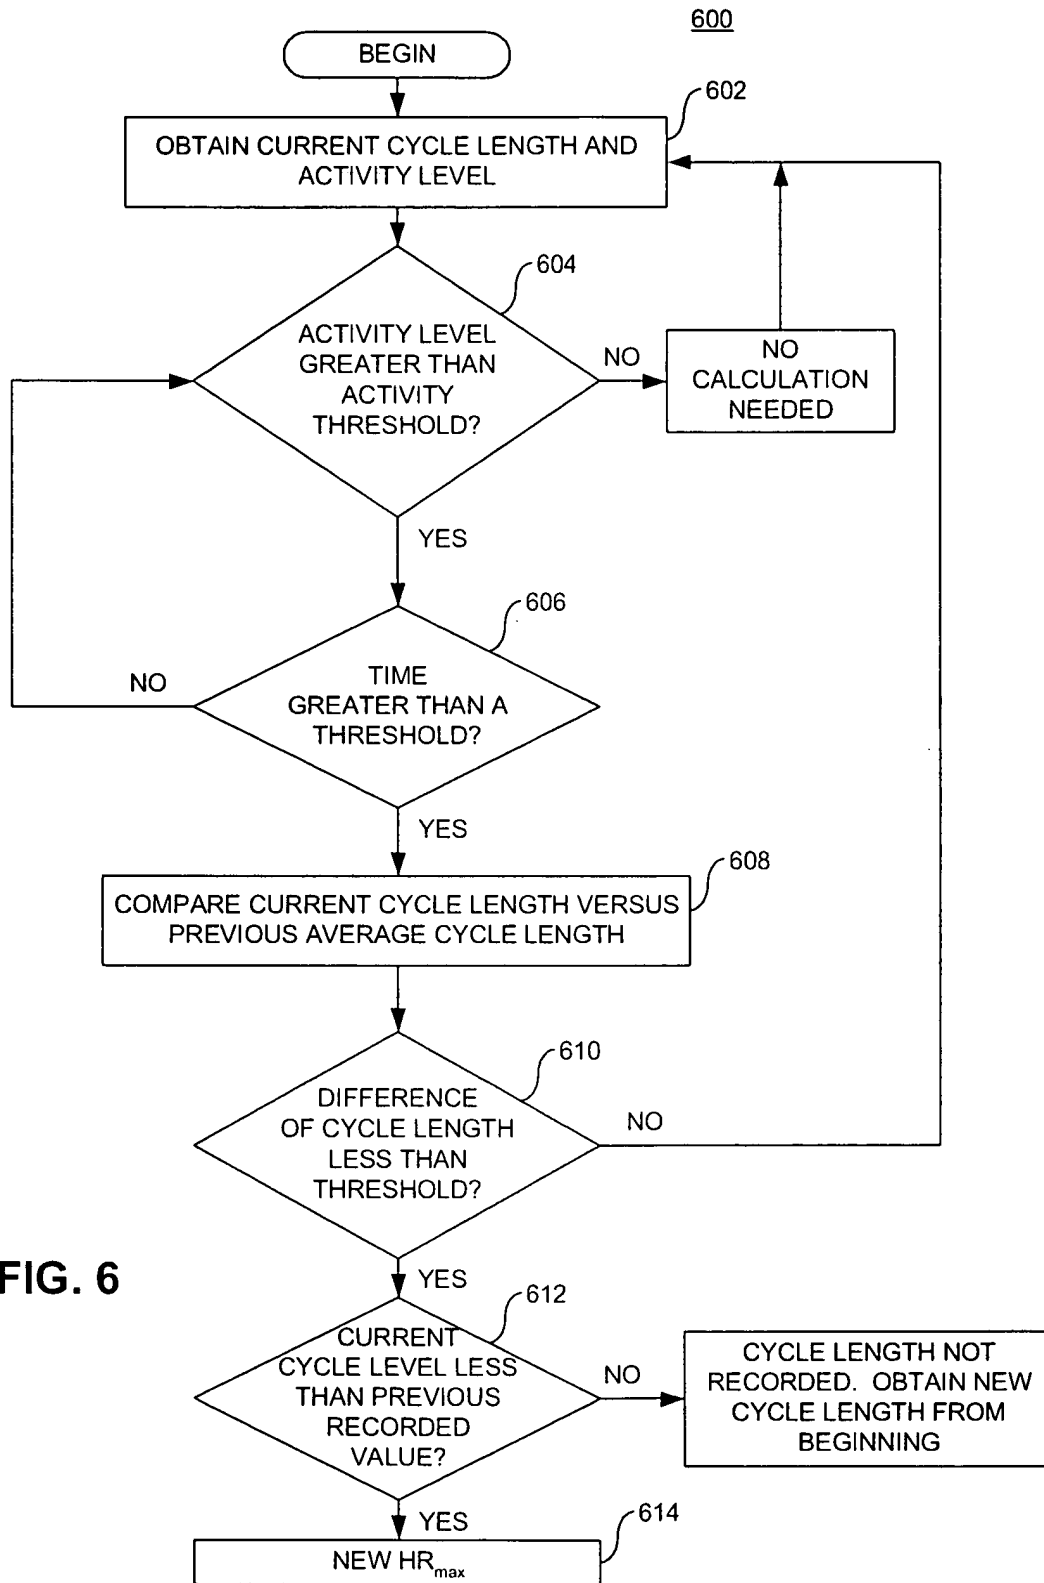 600
BEGIN
602
OBTAIN CURRENT CYCLE LENGTH AND
ACTIVITY LEVEL
604
ACTIVITY LEVEL
GREATER THAN
ACTIVITY
THRESHOLD?
NO
NO
CALCULATION
NEEDED
YES
606
TIME
GREATER THAN A
THRESHOLD?
NO
YES
608
COMPARE CURRENT CYCLE LENGTH VERSUS
PREVIOUS AVERAGE CYCLE LENGTH
610
DIFFERENCE
OF CYCLE LENGTH
LESS THAN
THRESHOLD?
NO
FIG. 6
YES
612
CURRENT
CYCLE LEVEL LESS
THAN PREVIOUS
RECORDED
VALUE?
NO
CYCLE LENGTH NOT
RECORDED. OBTAIN NEW
CYCLE LENGTH FROM
BEGINNING
YES
614
NEW HRmax